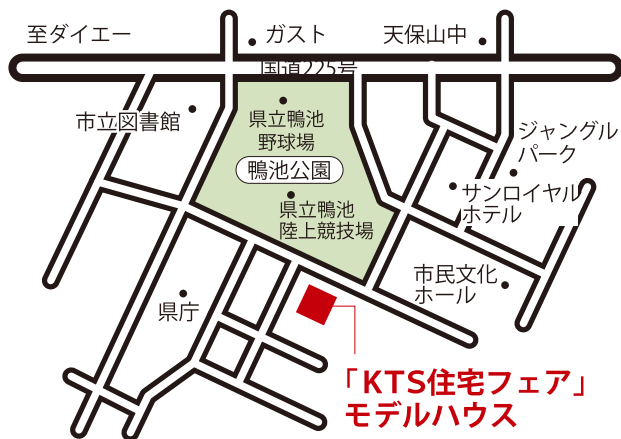 至ダイエー
ガスト
天保山中
国道225号
市立図書館
県立鴨池
野球場
ジャングル
パーク
鴨池公園
サンロイヤル
ホテル
県立鴨池
陸上競技場
市民文化
ホール
県庁
「KTS住宅フェア」
モデルハウス